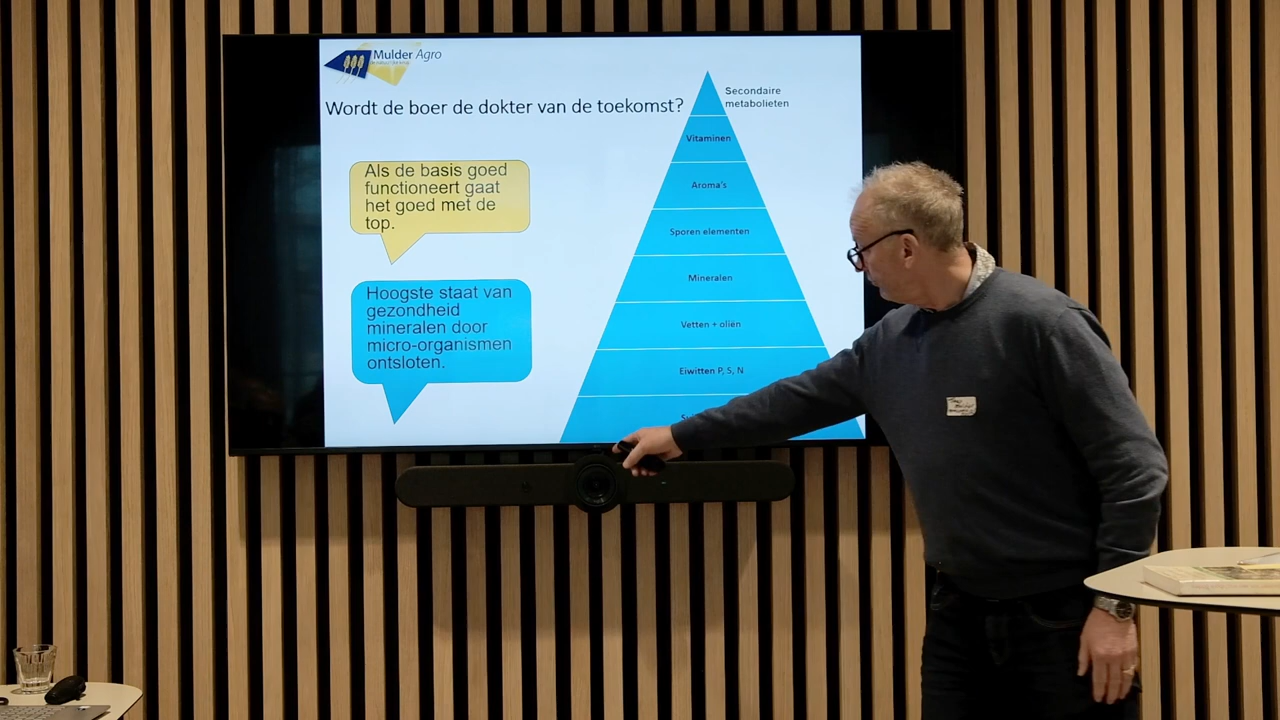 Mulder Agro
Wordt de boer de dokter van de toekomst?
Als de basis goed
functioneert gaat
het goed met de
top.
Hoogste staat van
gezondheid
mineralen door
micro-organismen
ontsloten.
Secondaire
metabolieten
Vitaminen
Aroma's
Sporen elementen
Mineralen
Vetten + oliën
Eiwitten P, S, N